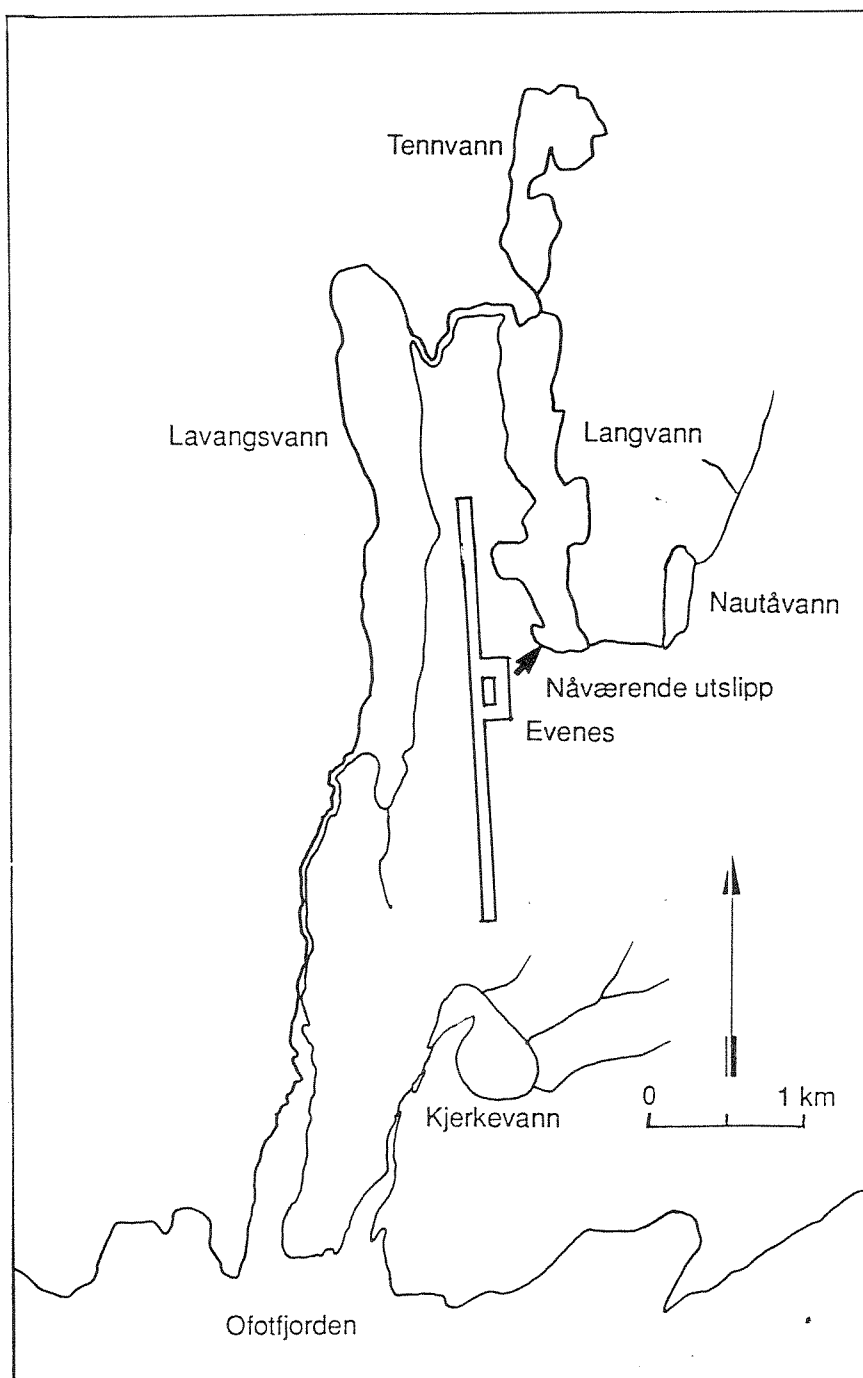 Tennvann
Lavangsvann
Langvann
Nautåvann
Nåværende utslipp
Evenes
0 1 km
Kjerkevann
Ofotfjorden